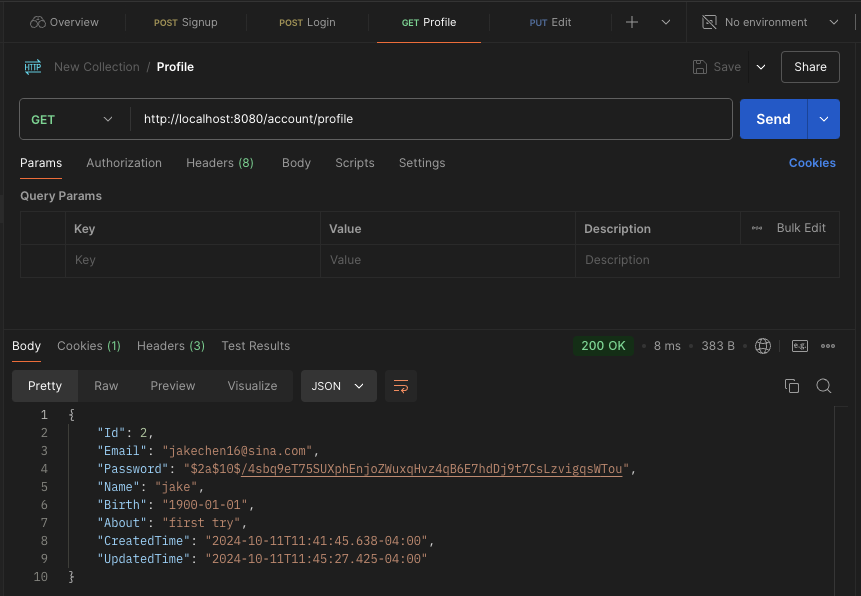 Overview POST Signup POST Login GET Profile PUT Edit No environment
HTTP New Collection / Profile Save Share
GET http://localhost:8080/account/profile Send
Params Authorization Headers (8) Body Scripts Settings Cookies
Query Params
Key Value Description Bulk Edit
Key Value Description
Body Cookies (1) Headers (3) Test Results 200 OK 8 ms 383 B e.g.
Pretty Raw Preview Visualize JSON
1 {
2 "Id": 2,
3 "Email": "jakechen16@sina.com",
4 "Password": "$2a$10$/4sbq9eT75SUXphEnjoZWuxqHvz4qB6E7hdDj9t7CsLzvigqsWTou",
5 "Name": "jake",
6 "Birth": "1900-01-01",
7 "About": "first try",
8 "CreatedTime": "2024-10-11T11:41:45.638-04:00",
9 "UpdatedTime": "2024-10-11T11:45:27.425-04:00"
10 }